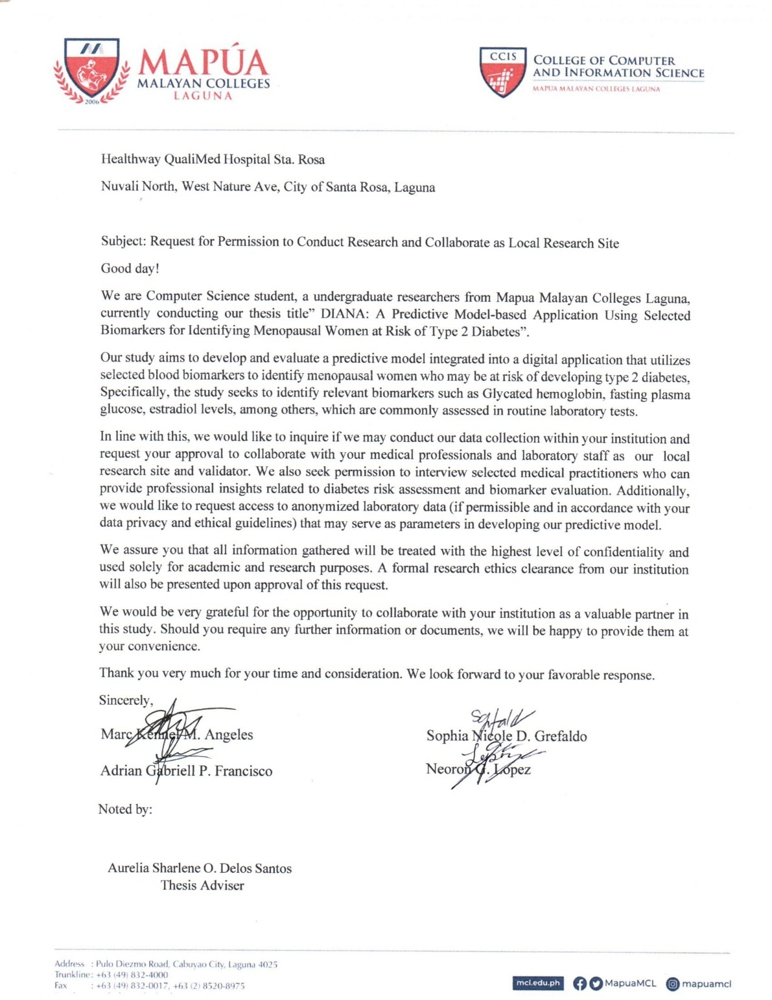 MAPÚA
MALAYAN COLLEGES
LAGUNA
2006
CCIS
COLLEGE OF COMPUTER
AND INFORMATION SCIENCE
MAPUA MALAYAN COLLEGES LAGUNA
Healthway QualiMed Hospital Sta. Rosa
Nuvali North, West Nature Ave, City of Santa Rosa, Laguna
Subject: Request for Permission to Conduct Research and Collaborate as Local Research Site
Good day!
We are Computer Science student, a undergraduate researchers from Mapua Malayan Colleges Laguna,
currently conducting our thesis title” DIANA: A Predictive Model-based Application Using Selected
Biomarkers for Identifying Menopausal Women at Risk of Type 2 Diabetes”.
Our study aims to develop and evaluate a predictive model integrated into a digital application that utilizes
selected blood biomarkers to identify menopausal women who may be at risk of developing type 2 diabetes,
Specifically, the study seeks to identify relevant biomarkers such as Glycated hemoglobin, fasting plasma
glucose, estradiol levels, among others, which are commonly assessed in routine laboratory tests.
In line with this, we would like to inquire if we may conduct our data collection within your institution and
request your approval to collaborate with your medical professionals and laboratory staff as our local
research site and validator. We also seek permission to interview selected medical practitioners who can
provide professional insights related to diabetes risk assessment and biomarker evaluation. Additionally,
we would like to request access to anonymized laboratory data (if permissible and in accordance with your
data privacy and ethical guidelines) that may serve as parameters in developing our predictive model.
We assure you that all information gathered will be treated with the highest level of confidentiality and
used solely for academic and research purposes. A formal research ethics clearance from our institution
will also be presented upon approval of this request.
We would be very grateful for the opportunity to collaborate with your institution as a valuable partner in
this study. Should you require any further information or documents, we will be happy to provide them at
your convenience.
Thank you very much for your time and consideration. We look forward to your favorable response.
Sincerely,
Marc Kennel M. Angeles
Sophia Nicole D. Grefaldo
Adrian Gabriell P. Francisco
Neoron G. Lopez
Noted by:
Aurelia Sharlene O. Delos Santos
Thesis Adviser
Address : Pulo Diezmo Road, Cabuyao City, Laguna 4025
Trunkline: +63 (49) 832-4000
Fax : +63 (49) 832-0017, +63 (2) 8520-8975
mcl.edu.ph MapuaMCL mapuamcl